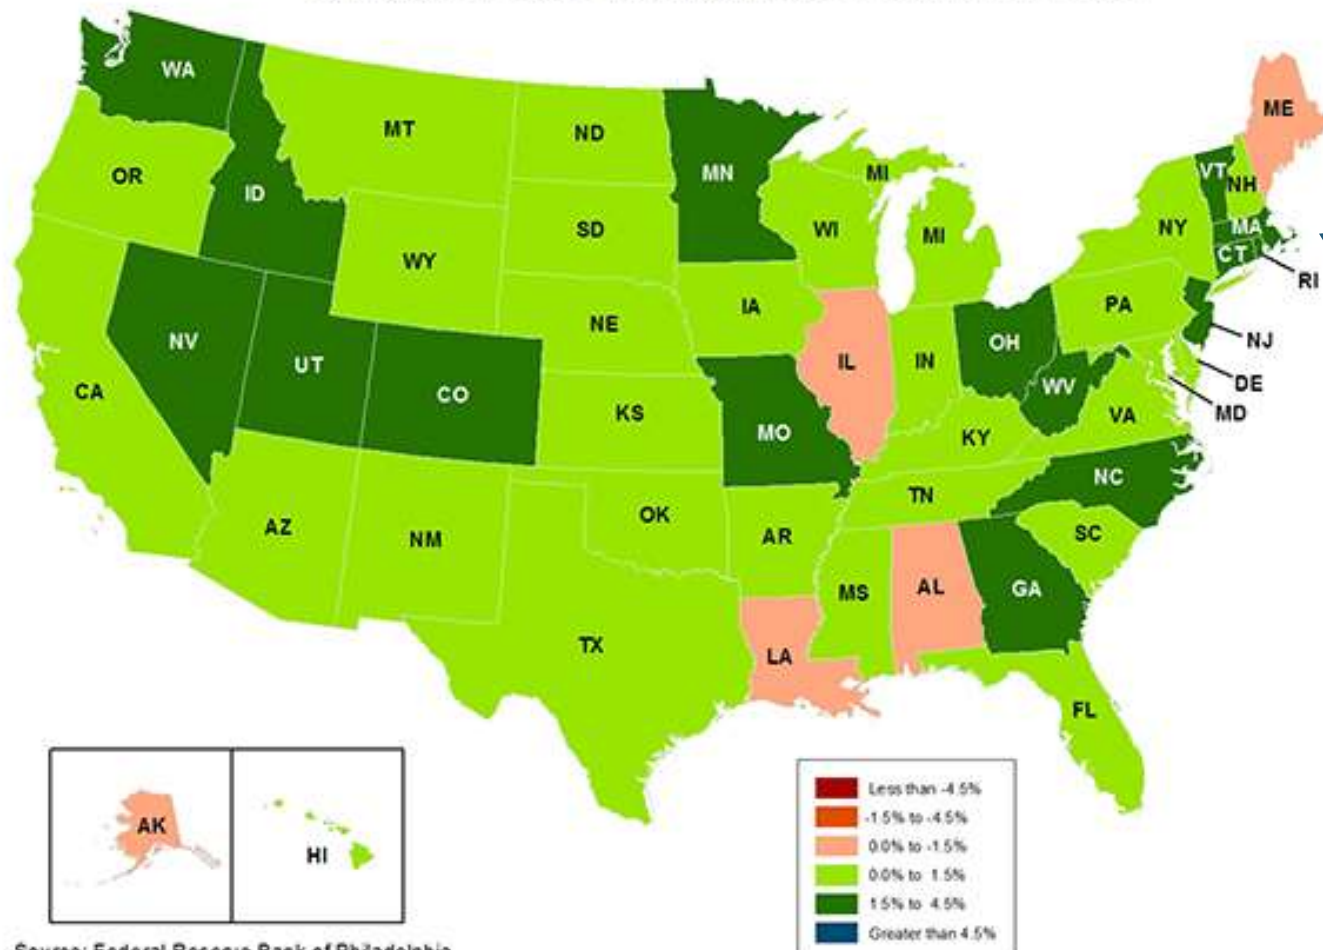 WA
MT
ND
MN
ME
OR
ID
SD
WI
MI
MI
VT
NH
NY
MA
CT
RI
WY
IA
PA
NJ
NV
NE
IL
IN
OH
DE
UT
CO
WV
MD
CA
KS
MO
KY
VA
NC
TN
AZ
NM
OK
AR
SC
MS
AL
GA
TX
LA
FL
AK
HI
Less than -4.5%
-1.5% to -4.5%
0.0% to -1.5%
0.0% to 1.5%
1.5% to 4.5%
Greater than 4.5%
Source: Federal Reserve Bank of Philadelphia